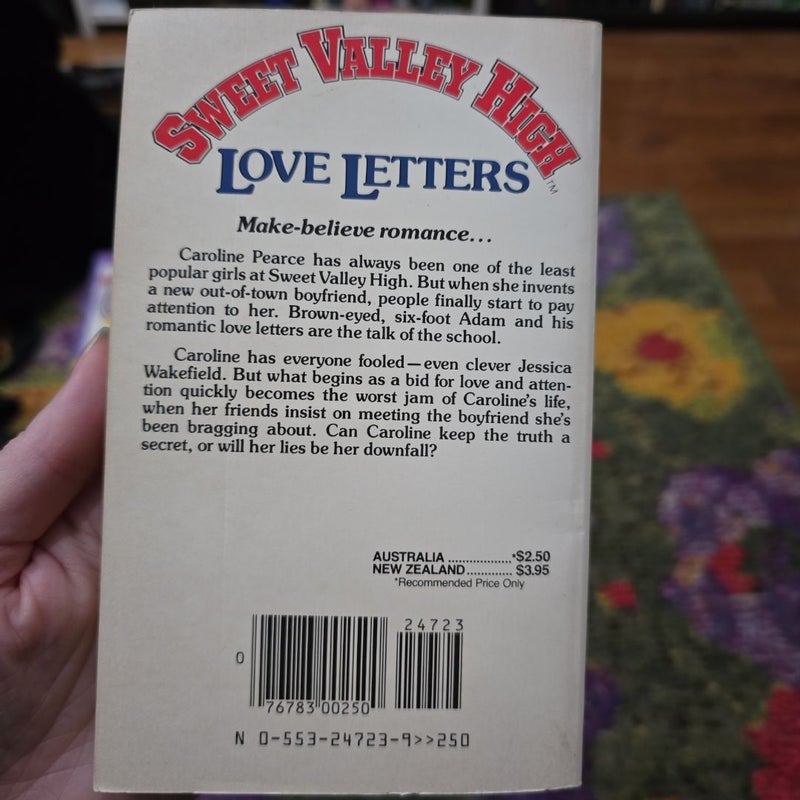 SWEET VALLEY HIGH™
LOVE LETTERS
Make-believe romance...
Caroline Pearce has always been one of the least
popular girls at Sweet Valley High. But when she invents
a new out-of-town boyfriend, people finally start to pay
attention to her. Brown-eyed, six-foot Adam and his
romantic love letters are the talk of the school.
Caroline has everyone fooled—even clever Jessica
Wakefield. But what begins as a bid for love and atten-
tion quickly becomes the worst jam of Caroline's life,
when her friends insist on meeting the boyfriend she's
been bragging about. Can Caroline keep the truth a
secret, or will her lies be her downfall?
AUSTRALIA ..................*$2.50
NEW ZEALAND............. $3.95
*Recommended Price Only
24723
0
76783 00250
N 0-553-24723-9>>250